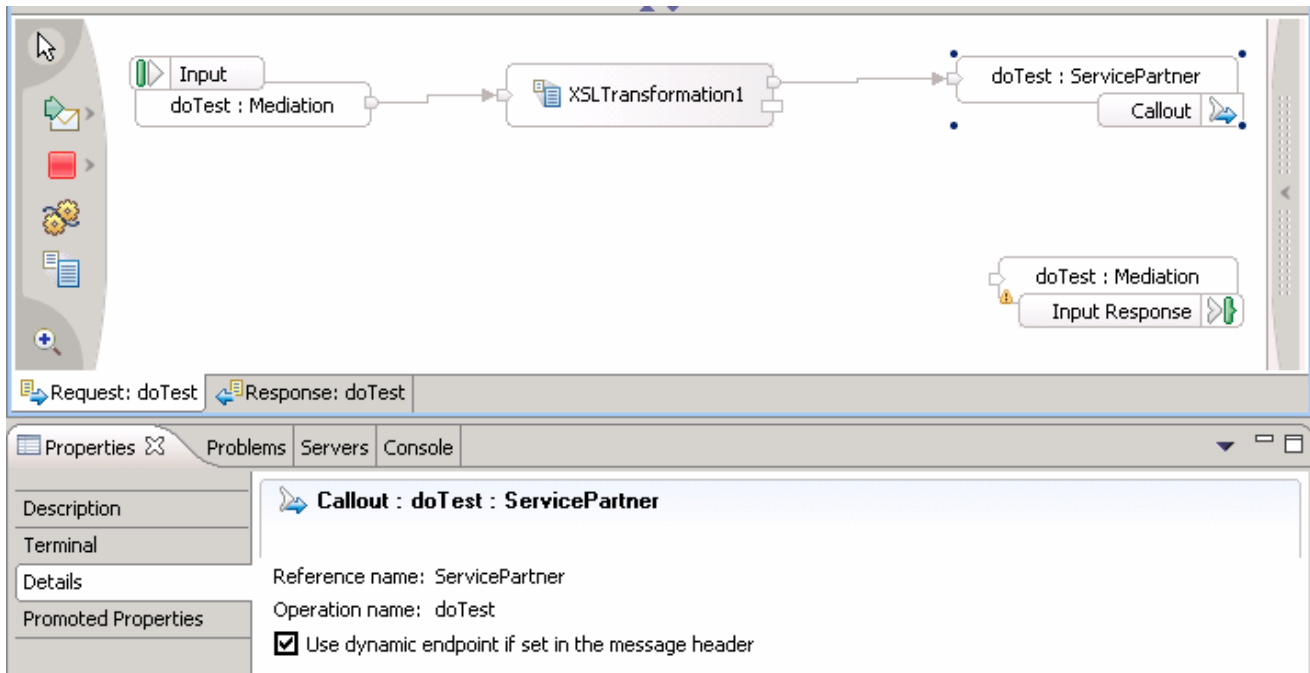 Input
doTest : Mediation
XSLTransformation1
doTest : ServicePartner
Callout
doTest : Mediation
Input Response
Request: doTest
Response: doTest
Properties
Problems
Servers
Console
Description
Terminal
Details
Promoted Properties
Callout : doTest : ServicePartner
Reference name: ServicePartner
Operation name: doTest
Use dynamic endpoint if set in the message header